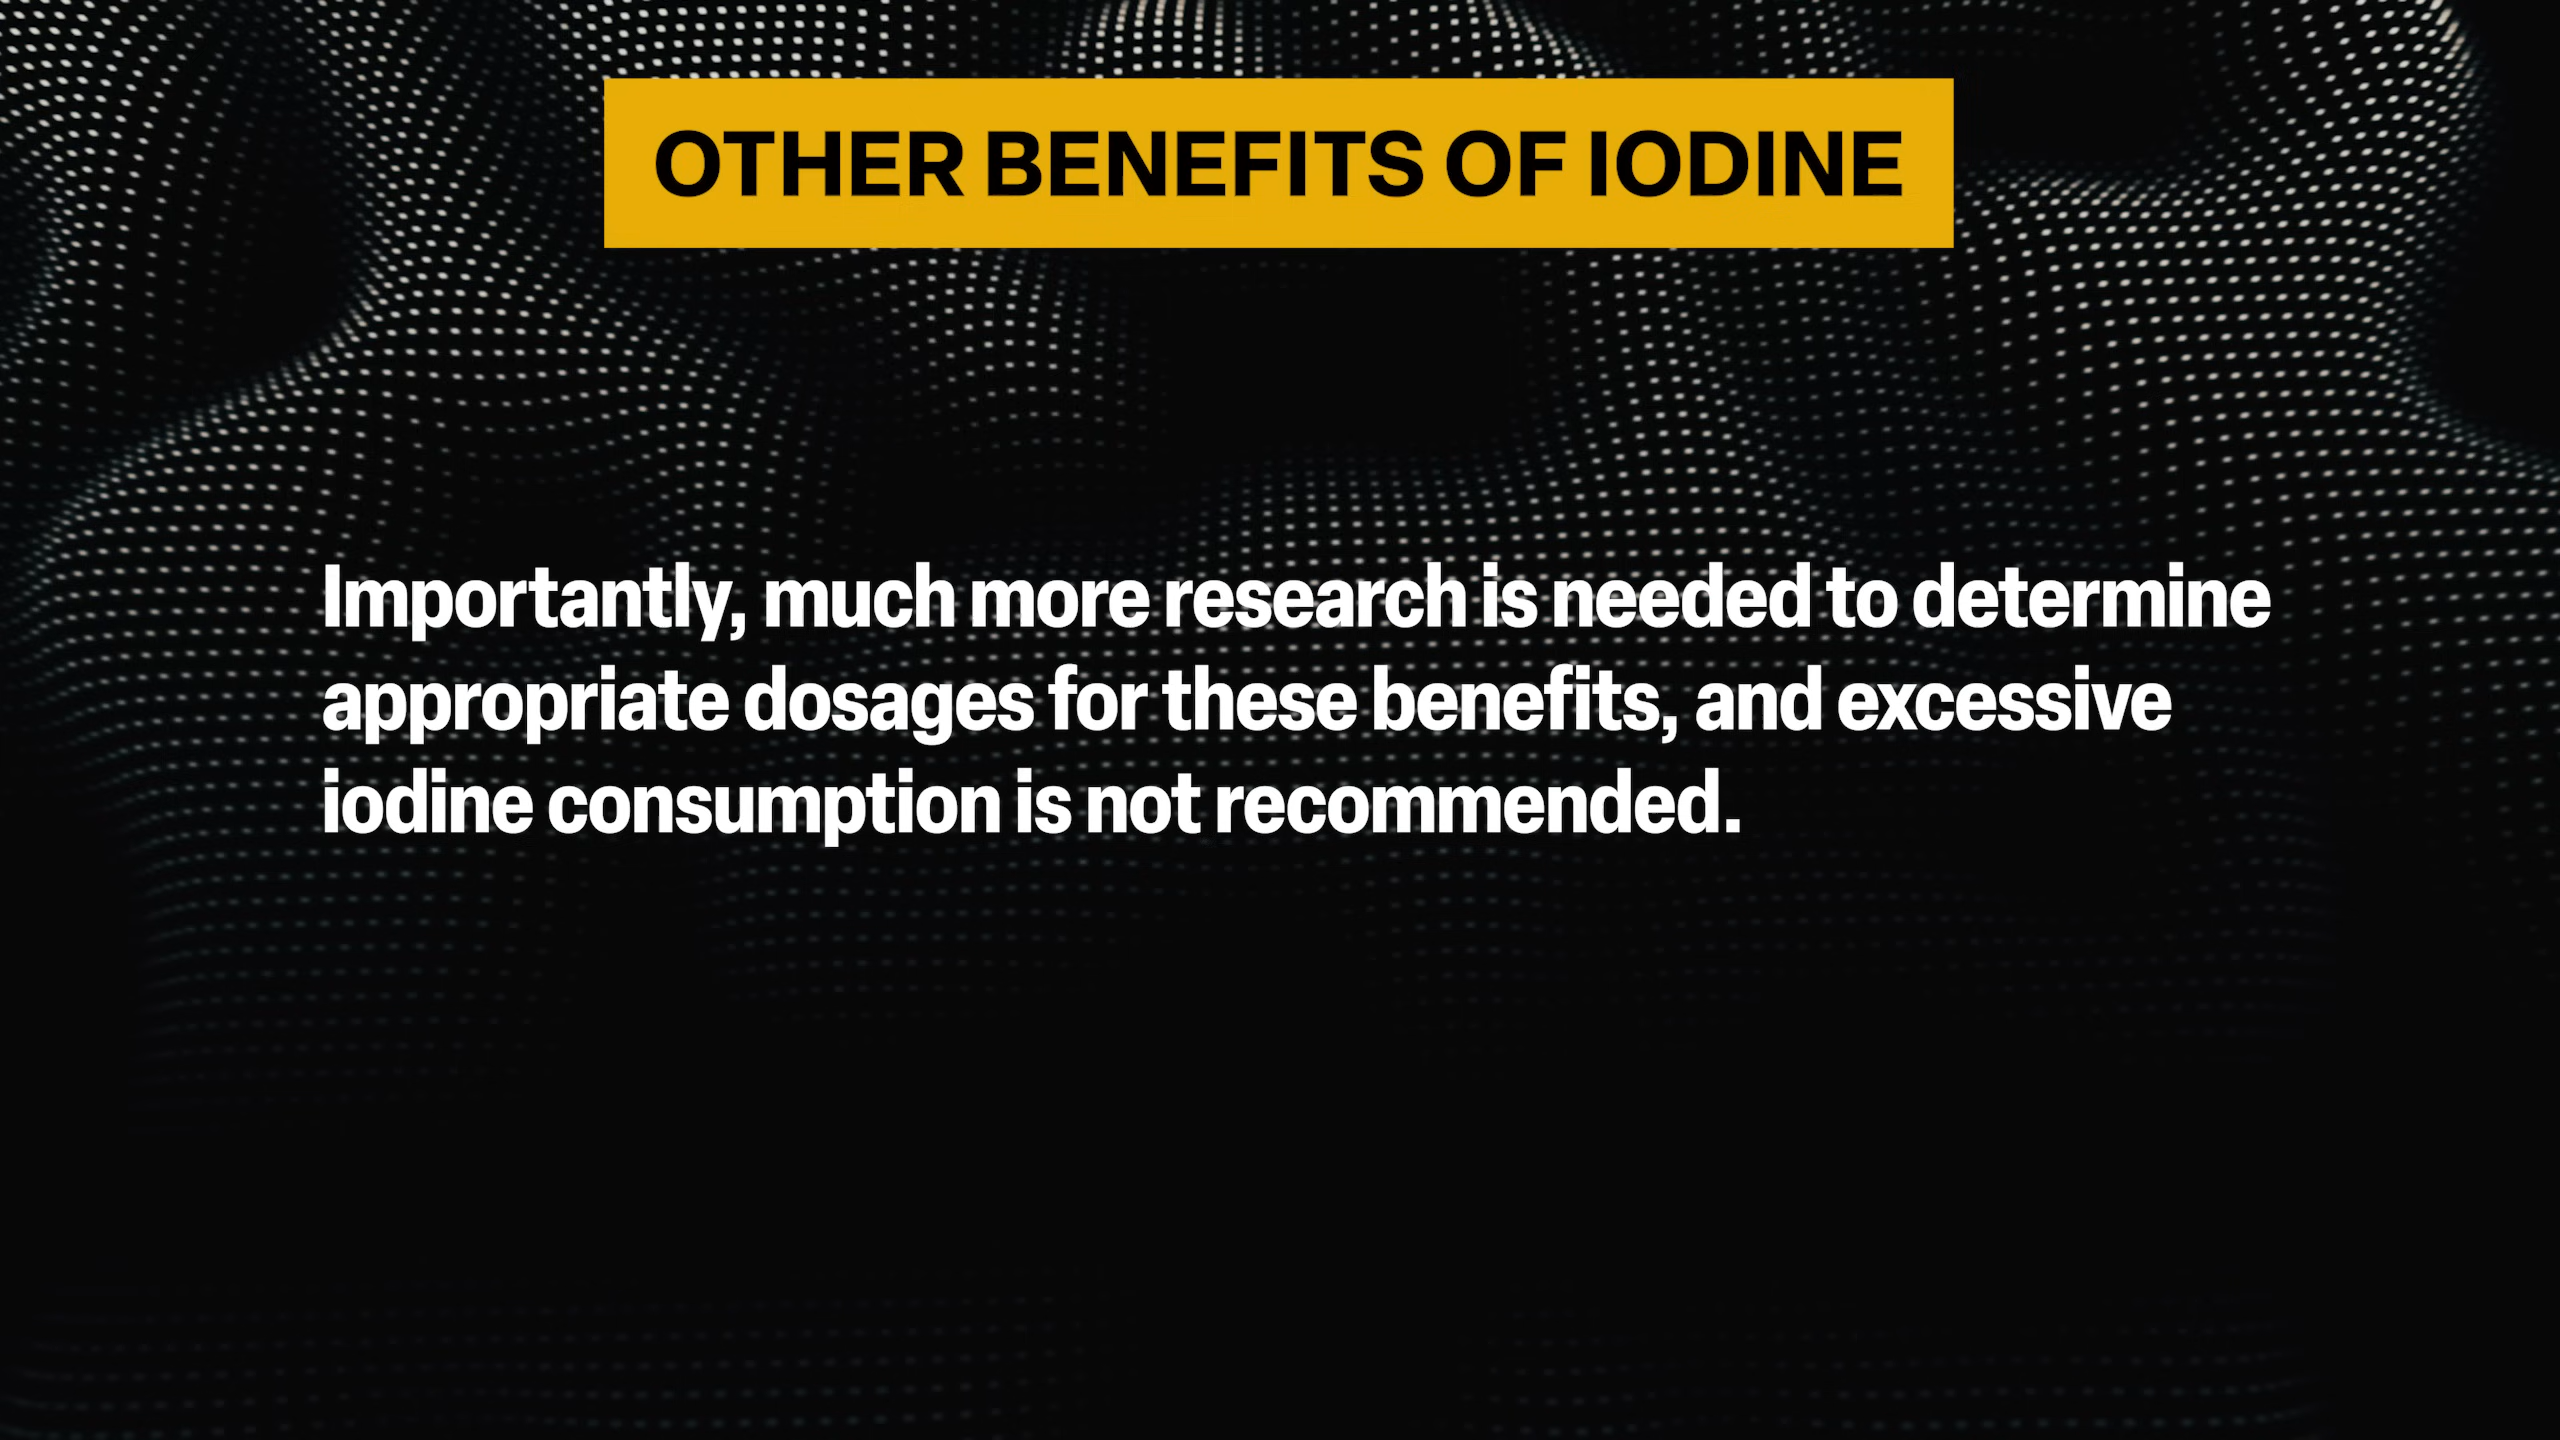 OTHER BENEFITS OF IODINE
Importantly, much more research is needed to determine
appropriate dosages for these benefits, and excessive
iodine consumption is not recommended.